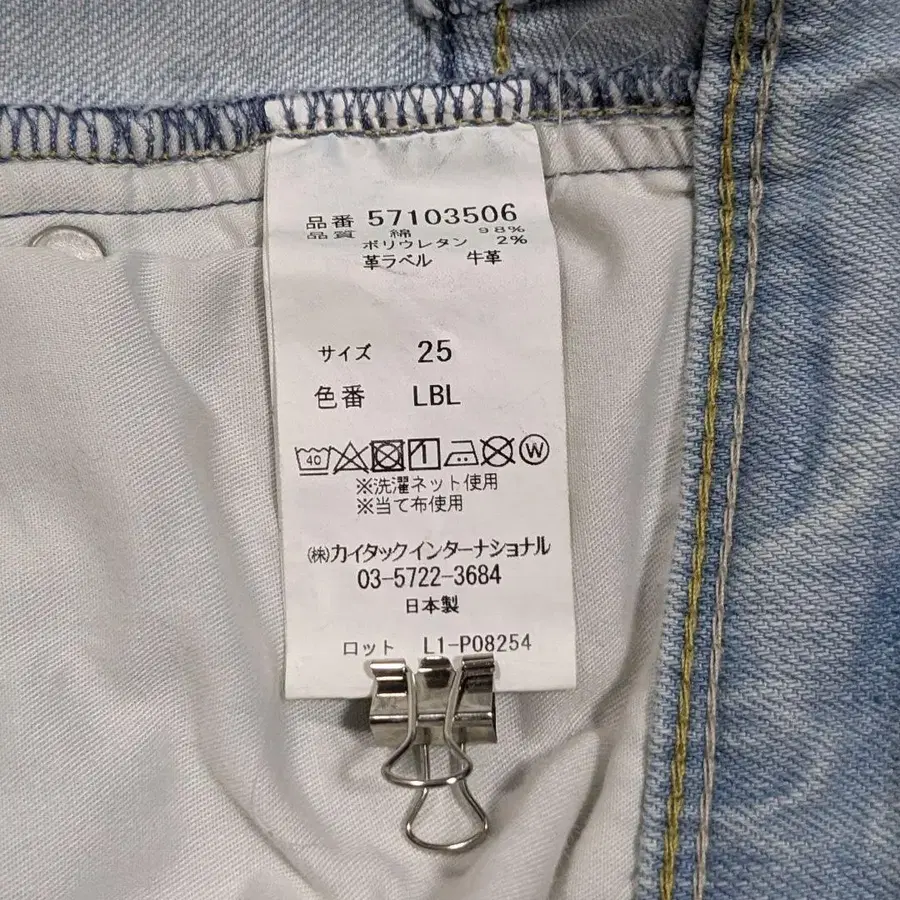 品番 57103506
品質 綿 98%
ポリウレタン 2%
革ラベル 牛革
サイズ 25
色番 LBL
40
W
※洗濯ネット使用
※当て布使用
㈱カイタックインターナショナル
03-5722-3684
日本製
ロット L1-P08254